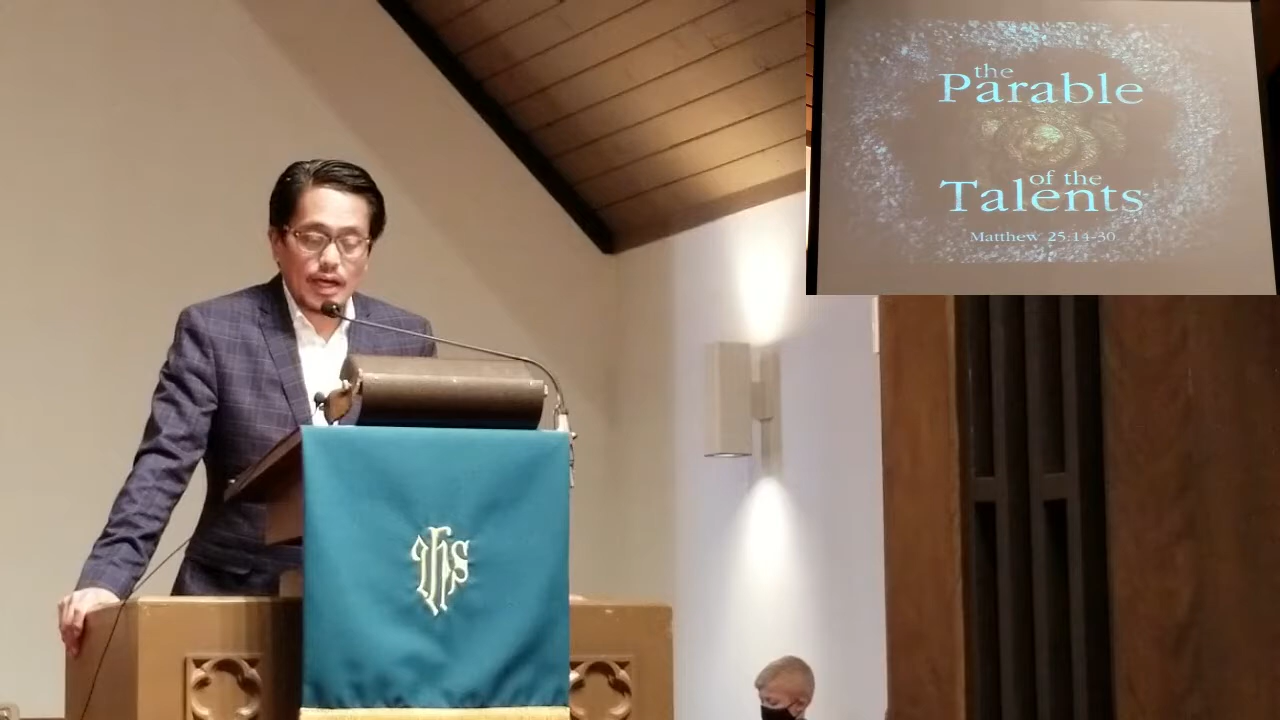 the
Parable
of the
Talents
Matthew 25:14-30
IHS